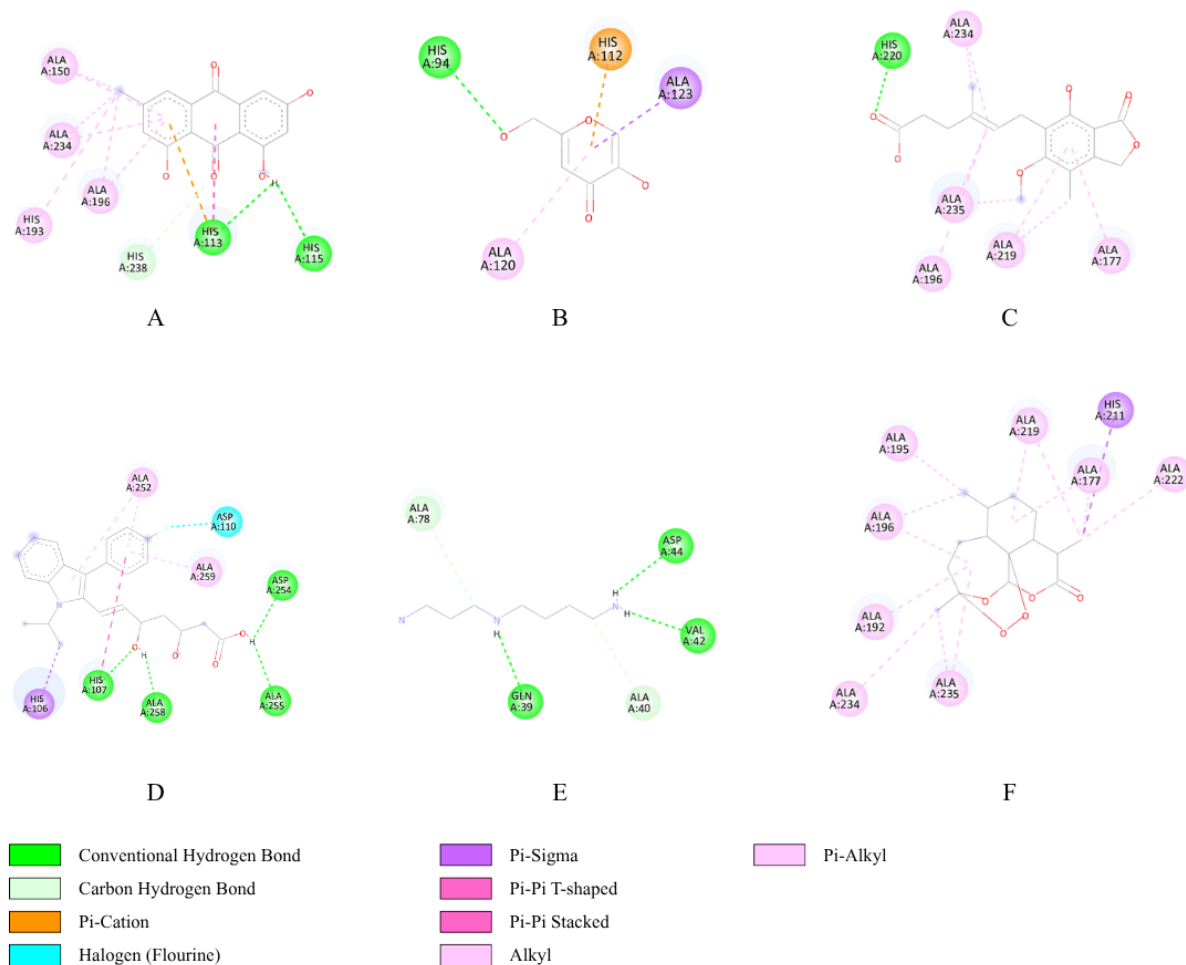 ALA
A:150
ALA
A:234
HIS
A:193
ALA
A:196
HIS
A:238
HIS
A:113
HIS
A:115
O
O
O
O
O
H
A
HIS
A:94
HIS
A:112
ALA
A:123
ALA
A:120
O
O
O
O
B
HIS
A:220
ALA
A:234
ALA
A:235
ALA
A:196
ALA
A:219
ALA
A:177
O
O
O
O
O
O
C
ALA
A:252
ASP
A:110
ALA
A:259
ASP
A:254
HIS
A:106
HIS
A:107
ALA
A:258
ALA
A:255
N
O
H
O
O
O
H
D
ALA
A:78
ASP
A:44
VAL
A:42
GLN
A:39
ALA
A:40
N
N
H
H
N
H
E
ALA
A:195
ALA
A:219
HIS
A:211
ALA
A:177
ALA
A:222
ALA
A:196
ALA
A:192
ALA
A:234
ALA
A:235
O
O
O
O
O
F
Conventional Hydrogen Bond
Carbon Hydrogen Bond
Pi-Cation
Halogen (Flourine)
Pi-Sigma
Pi-Pi T-shaped
Pi-Pi Stacked
Alkyl
Pi-Alkyl